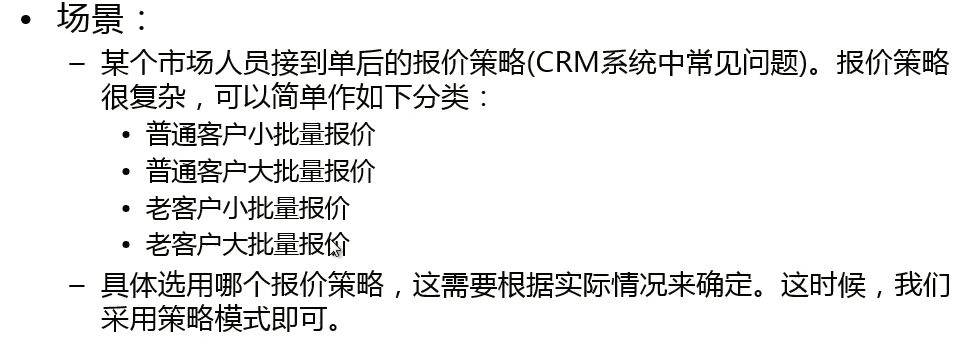 • 场景：
– 某个市场人员接到单后的报价策略(CRM系统中常见问题)。报价策略
很复杂，可以简单作如下分类：
• 普通客户小批量报价
• 普通客户大批量报价
• 老客户小批量报价
• 老客户大批量报价
– 具体选用哪个报价策略，这需要根据实际情况来确定。这时候，我们
采用策略模式即可。